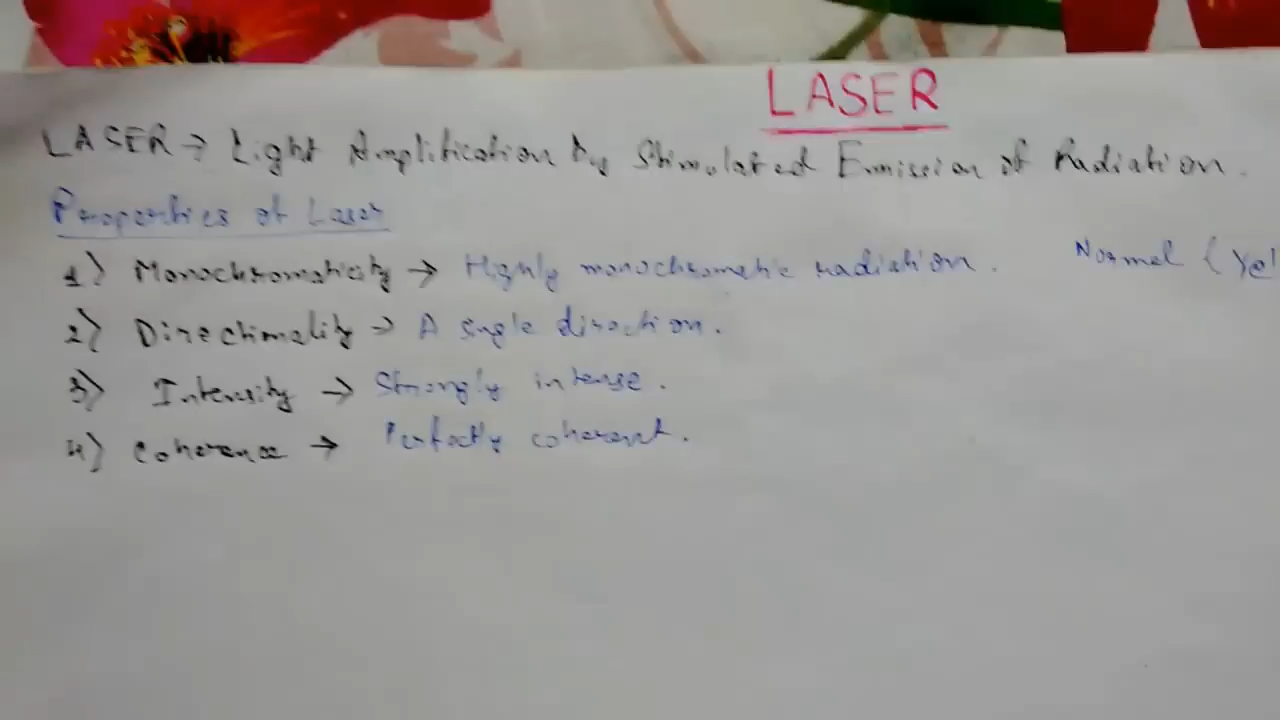 LASER
LASER → Light Amplification by Stimulated Emission of Radiation.
Properties of Laser
1) Monochromaticity → Highly monochromatic radiation. Normal (Yel
2) Directionality → A single direction.
3) Intensity → Strongly intense.
4) Coherence → Perfectly coherent.